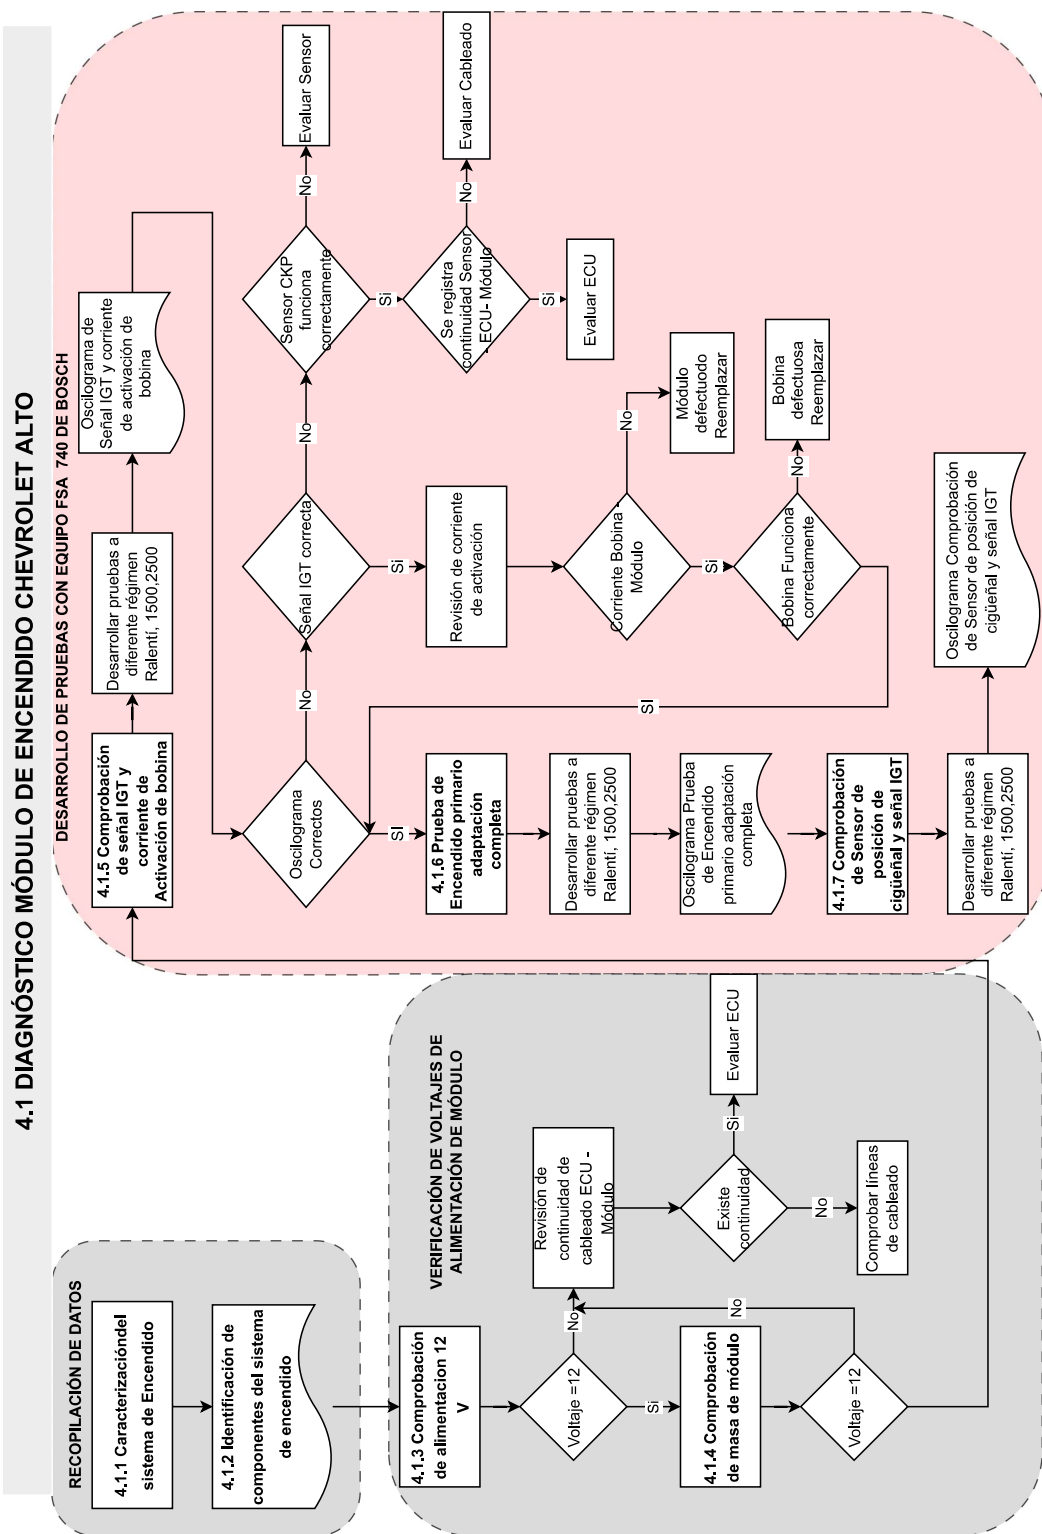 4.1 DIAGNÓSTICO MÓDULO DE ENCENDIDO CHEVROLET ALTO
RECOPILACIÓN DE DATOS
4.1.1 Caracterizacióndel
sistema de Encendido
4.1.2 Identificación de
componentes del sistema
de encendido
VERIFICACIÓN DE VOLTAJES DE
ALIMENTACIÓN DE MÓDULO
4.1.3 Comprobación
de alimentacion 12
V
Voltaje =12
No
Si
Revisión de
continuidad de
cableado ECU -
Módulo
Existe
continuidad
Si
Evaluar ECU
No
Comprobar líneas
de cableado
4.1.4 Comprobación
de masa de módulo
Voltaje =12
No
DESARROLLO DE PRUEBAS CON EQUIPO FSA 740 DE BOSCH
4.1.5 Comprobación
de señal IGT y
corriente de
Activación de bobina
Desarrollar pruebas a
diferente régimen
Ralentí, 1500,2500
Oscilograma de
Señal IGT y corriente
de activación de
bobina
Oscilograma
Correctos
No
SI
Señal IGT correcta
No
Si
Sensor CKP
funciona
correctamente
No
Evaluar Sensor
Si
Se registra
continuidad Sensor
- ECU- Módulo
No
Evaluar Cableado
Si
Evaluar ECU
Revisión de corriente
de activación
Corriente Bobina -
Módulo
No
Módulo
defectuodo
Reemplazar
Si
Bobina Funciona
correctamente
No
Bobina
defectuosa
Reemplazar
SI
4.1.6 Prueba de
Encendido primario
adaptación
completa
Desarrollar pruebas a
diferente régimen
Ralentí, 1500,2500
Oscilograma Prueba
de Encendido
primario adaptación
completa
4.1.7 Comprobación
de Sensor de
posición de
cigüeñal y señal IGT
Desarrollar pruebas a
diferente régimen
Ralentí, 1500,2500
Oscilograma Comprobación
de Sensor de posición de
cigüeñal y señal IGT